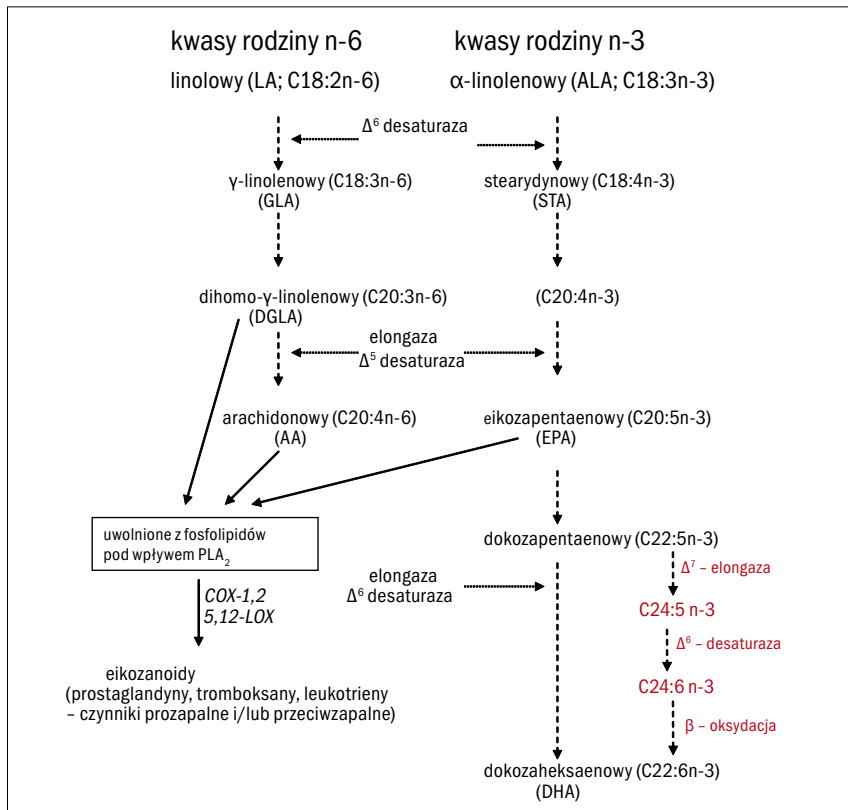 kwasy rodziny n-6
kwasy rodziny n-3
linolowy (LA; C18:2n-6)
α-linolenowy (ALA; C18:3n-3)
Δ⁶ desaturaza
γ-linolenowy (C18:3n-6)
(GLA)
stearydynowy (C18:4n-3)
(STA)
dihomo-γ-linolenowy (C20:3n-6)
(DGLA)
(C20:4n-3)
elongaza
Δ⁵ desaturaza
arachidonowy (C20:4n-6)
(AA)
eikozapentaenowy (C20:5n-3)
(EPA)
uwolnione z fosfolipidów
pod wpływem PLA₂
dokozapentaenowy (C22:5n-3)
elongaza
Δ⁶ desaturaza
Δ⁷ – elongaza
C24:5 n-3
Δ⁶ – desaturaza
C24:6 n-3
β – oksydacja
COX-1,2
5,12-LOX
eikozanoidy
(prostaglandyny, tromboksany, leukotrieny
– czynniki prozapalne i/lub przeciwzapalne)
dokozaheksaenowy (C22:6n-3)
(DHA)